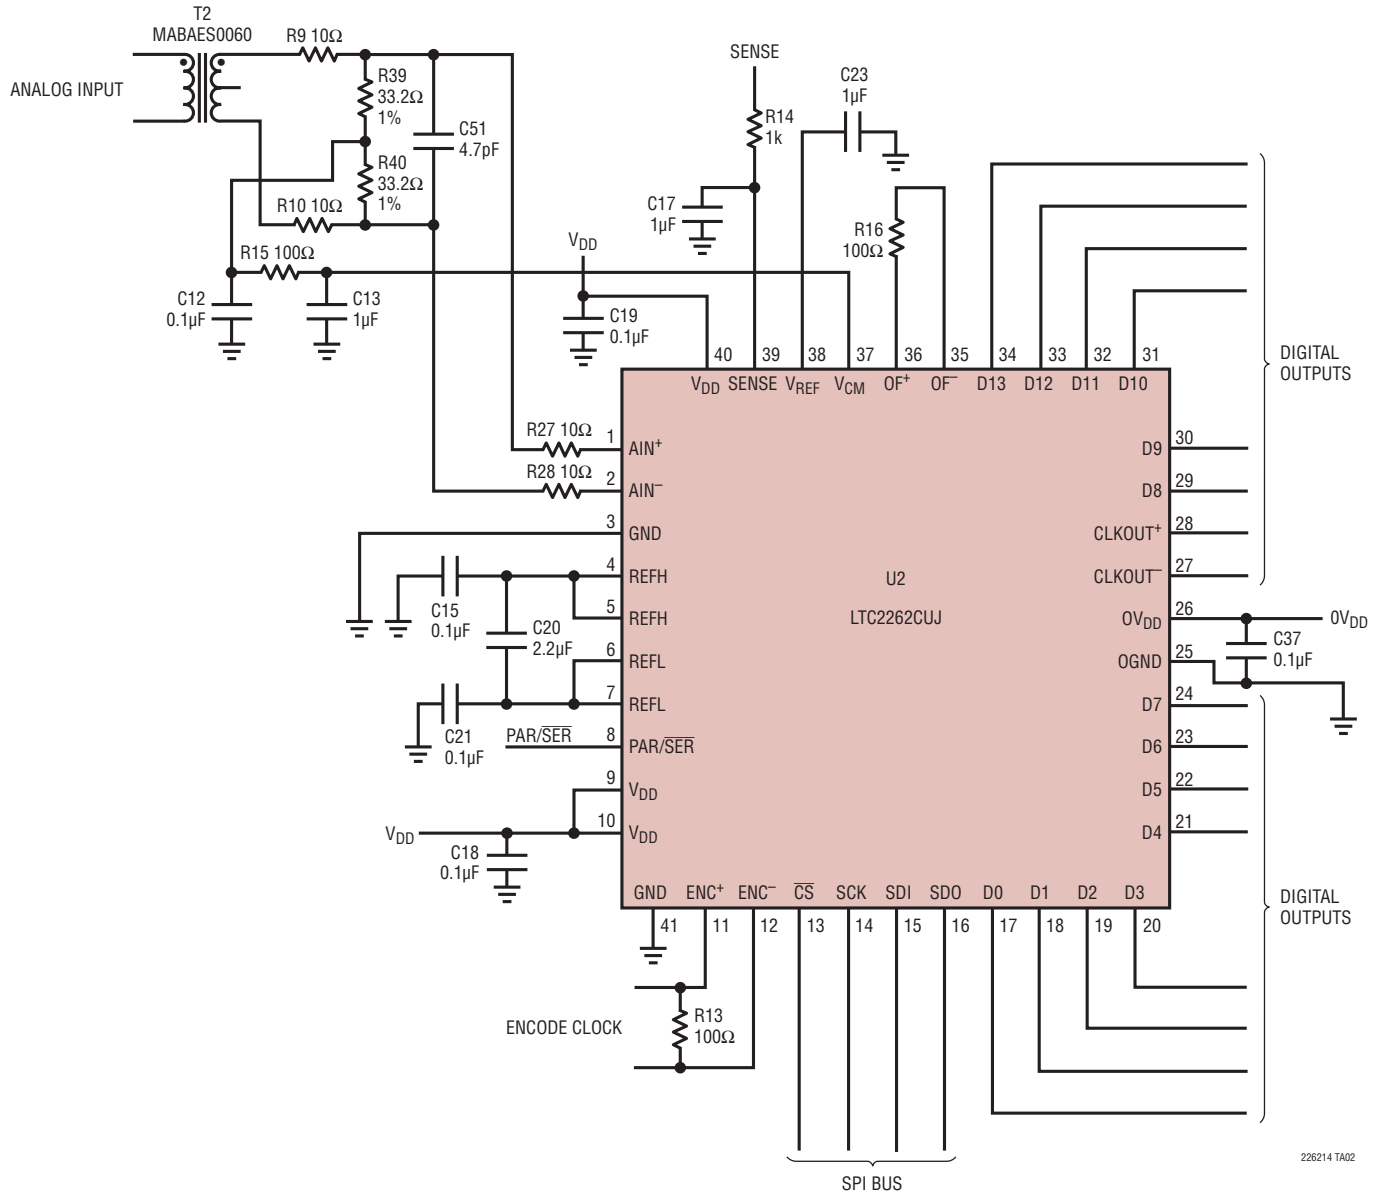 T2
MABAES0060
R9 10Ω
ANALOG INPUT
R39
33.2Ω
1%
C51
4.7pF
R40
33.2Ω
1%
R10 10Ω
R15 100Ω
C12
0.1µF
C13
1µF
SENSE
R14
1k
C17
1µF
C23
1µF
R16
100Ω
VDD
C19
0.1µF
40 39 38 37 36 35 34 33 32 31
VDD SENSE VREF VCM OF+ OF– D13 D12 D11 D10
DIGITAL
OUTPUTS
R27 10Ω
1
AIN+
R28 10Ω
2
AIN–
3
GND
4
REFH
C15
0.1µF
5
REFH
C20
2.2µF
6
REFL
7
REFL
C21
0.1µF
PAR/S̅E̅R̅
8
PAR/S̅E̅R̅
9
VDD
VDD
10
VDD
C18
0.1µF
U2
LTC2262CUJ
D9
30
D8
29
CLKOUT+
28
CLKOUT–
27
OVDD
26
0VDD
OGND
25
C37
0.1µF
D7
24
D6
23
D5
22
D4
21
GND ENC+ ENC– C̅S̅ SCK SDI SDO D0 D1 D2 D3
41 11 12 13 14 15 16 17 18 19 20
DIGITAL
OUTPUTS
ENCODE CLOCK
R13
100Ω
SPI BUS
226214 TA02